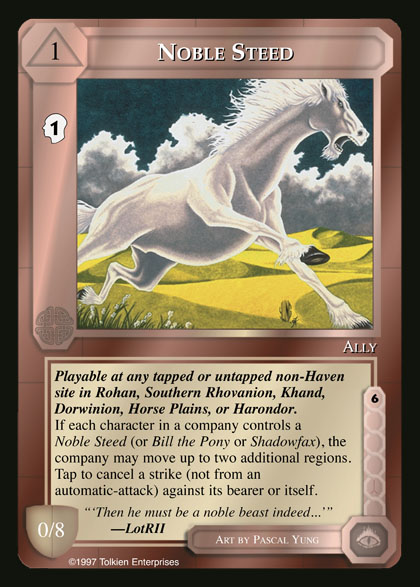 1
Noble Steed
1
Ally
Playable at any tapped or untapped non-Haven
site in Rohan, Southern Rhovanion, Khand,
Dorwinion, Horse Plains, or Harondor.
If each character in a company controls a
Noble Steed (or Bill the Pony or Shadowfax), the
company may move up to two additional regions.
Tap to cancel a strike (not from an
automatic-attack) against its bearer or itself.
“‘Then he must be a noble beast indeed...’”
—LotRII
6
0/8
Art by Pascal Yung
©1997 Tolkien Enterprises